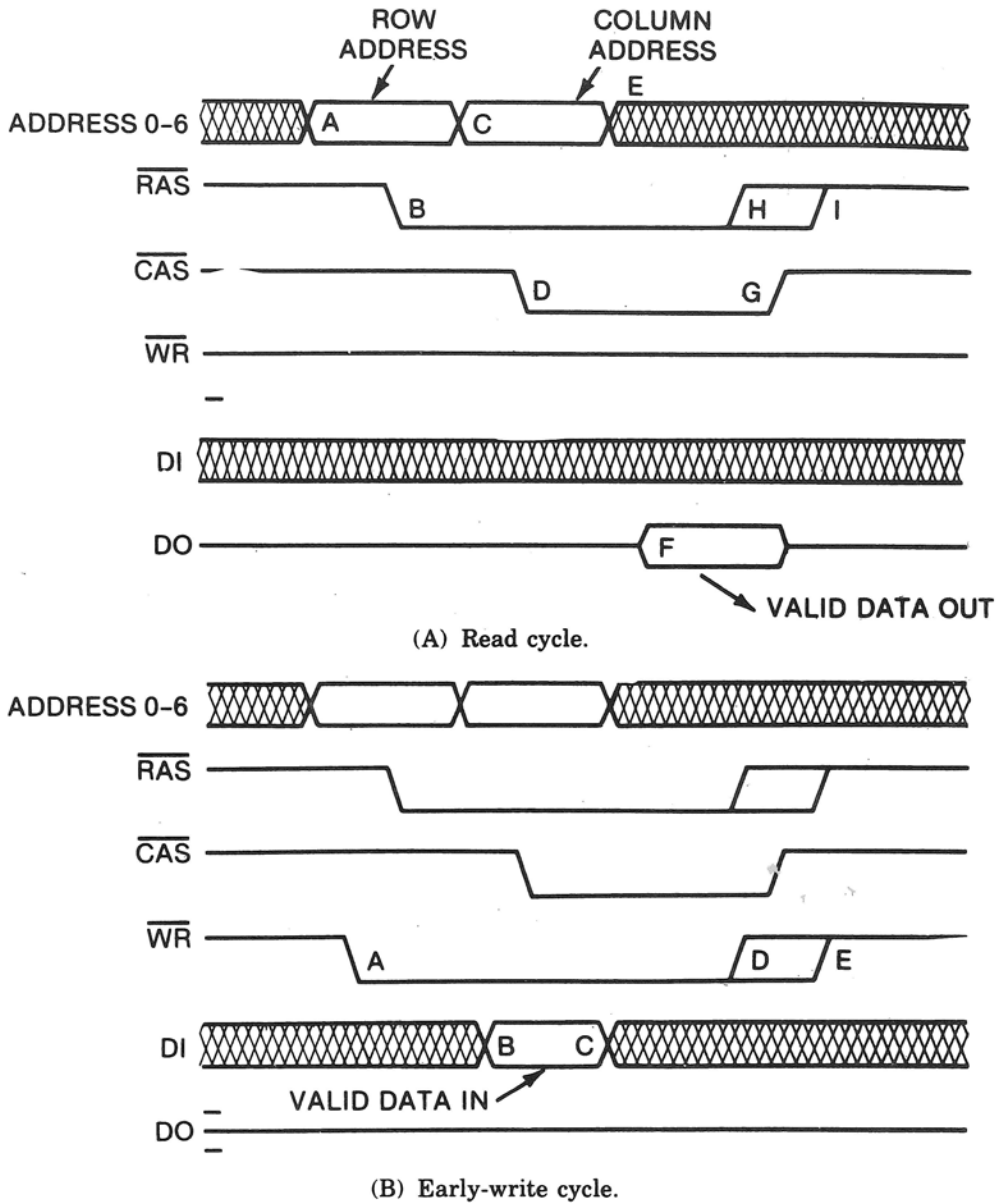 ROW
ADDRESS
COLUMN
ADDRESS
E
ADDRESS 0-6
A
C
RAS
B
H
I
CAS
D
G
WR
DI
DO
F
VALID DATA OUT
(A) Read cycle.
ADDRESS 0-6
RAS
CAS
WR
A
D
E
DI
B
C
VALID DATA IN
DO
(B) Early-write cycle.